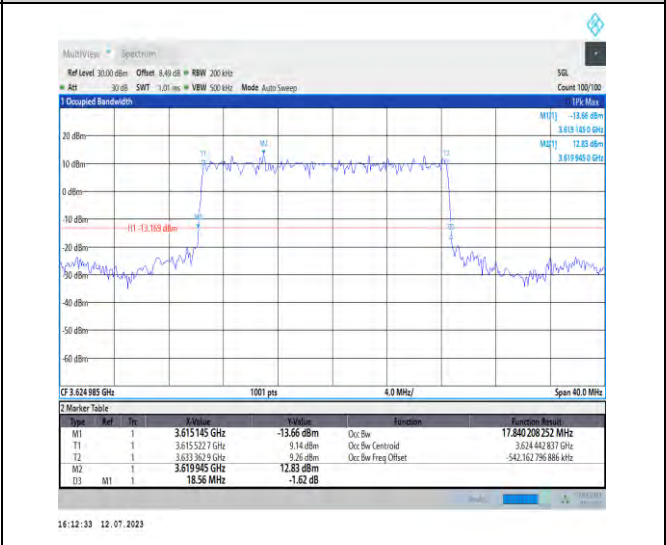 MultiView Spectrum
Ref Level 30.00 dBm Offset 8.49 dB RBW 200 kHz SGL
Att 30 dB SWT 1.01 ms VBW 500 kHz Mode Auto Sweep Count 100/100
1 Occupied Bandwidth 1Pk Max
M1[1] -13.66 dBm
3.615 145 0 GHz
M2[1] 12.83 dBm
3.619 945 0 GHz
20 dBm
M2
T1 T2
10 dBm
0 dBm
-10 dBm
M1
H1 -13.169 dBm
-20 dBm
-30 dBm
-40 dBm
-50 dBm
-60 dBm
CF 3.624 985 GHz 1001 pts 4.0 MHz/ Span 40.0 MHz
2 Marker Table
Type Ref Trc X-Value Y-Value Function Function Result
M1 1 3.615 145 GHz -13.66 dBm Occ Bw 17.840 208 252 MHz
T1 1 3.615 522 7 GHz 9.14 dBm Occ Bw Centroid 3.624 442 837 GHz
T2 1 3.633 362 9 GHz 9.26 dBm Occ Bw Freq Offset -542.162 796 886 kHz
M2 1 3.619 945 GHz 12.83 dBm
D3 M1 1 18.56 MHz -1.62 dB
16:12:33 12.07.2023